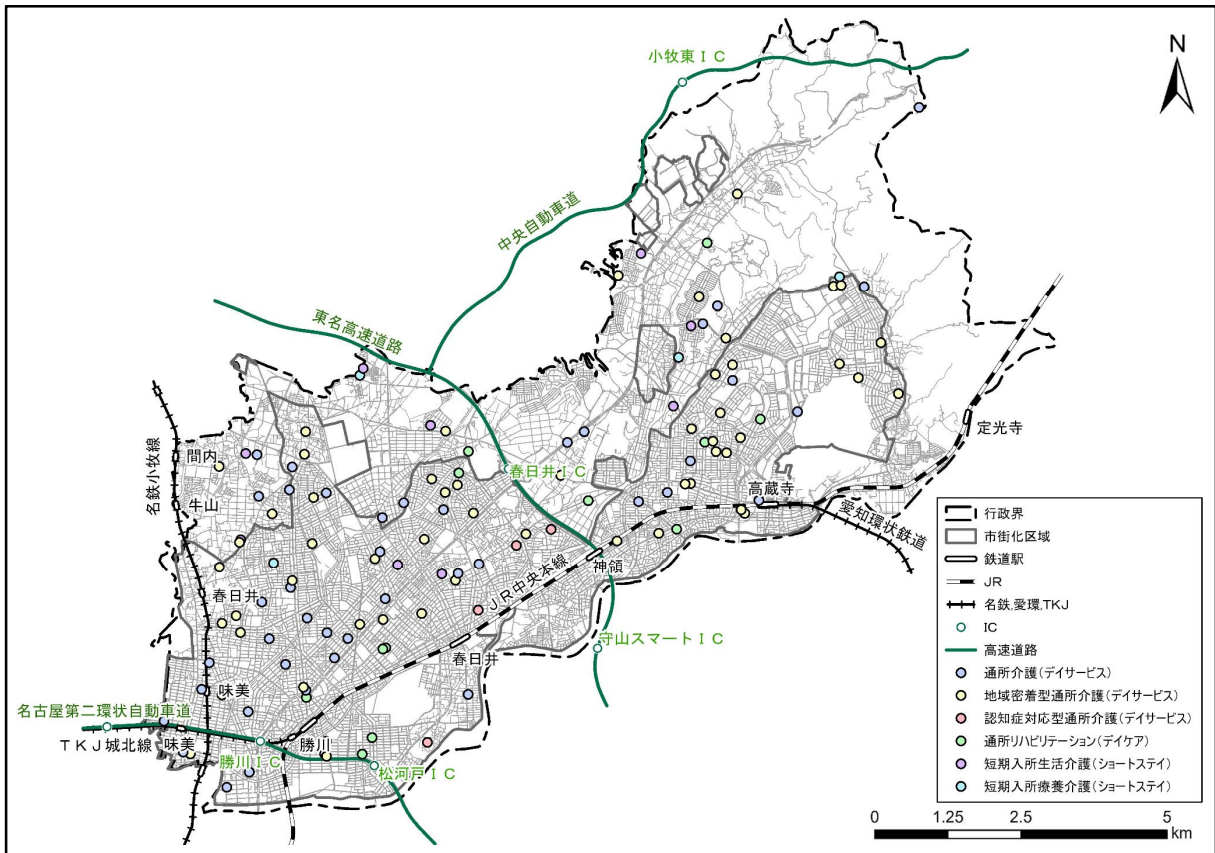 小牧東ＩＣ
N
中央自動車道
東名高速道路
名鉄小牧線
間内
牛山
春日井ＩＣ
定光寺
高蔵寺
愛知環状鉄道
ＪＲ中央本線
神領
春日井
守山スマートＩＣ
春日井
味美
名古屋第二環状自動車道
ＴＫＪ城北線
味美
勝川
勝川ＩＣ
松河戸ＩＣ
行政界
市街化区域
鉄道駅
JR
名鉄,愛環,TKJ
IC
高速道路
通所介護(デイサービス)
地域密着型通所介護(デイサービス)
認知症対応型通所介護(デイサービス)
通所リハビリテーション(デイケア)
短期入所生活介護(ショートステイ)
短期入所療養介護(ショートステイ)
0 1.25 2.5 5
km